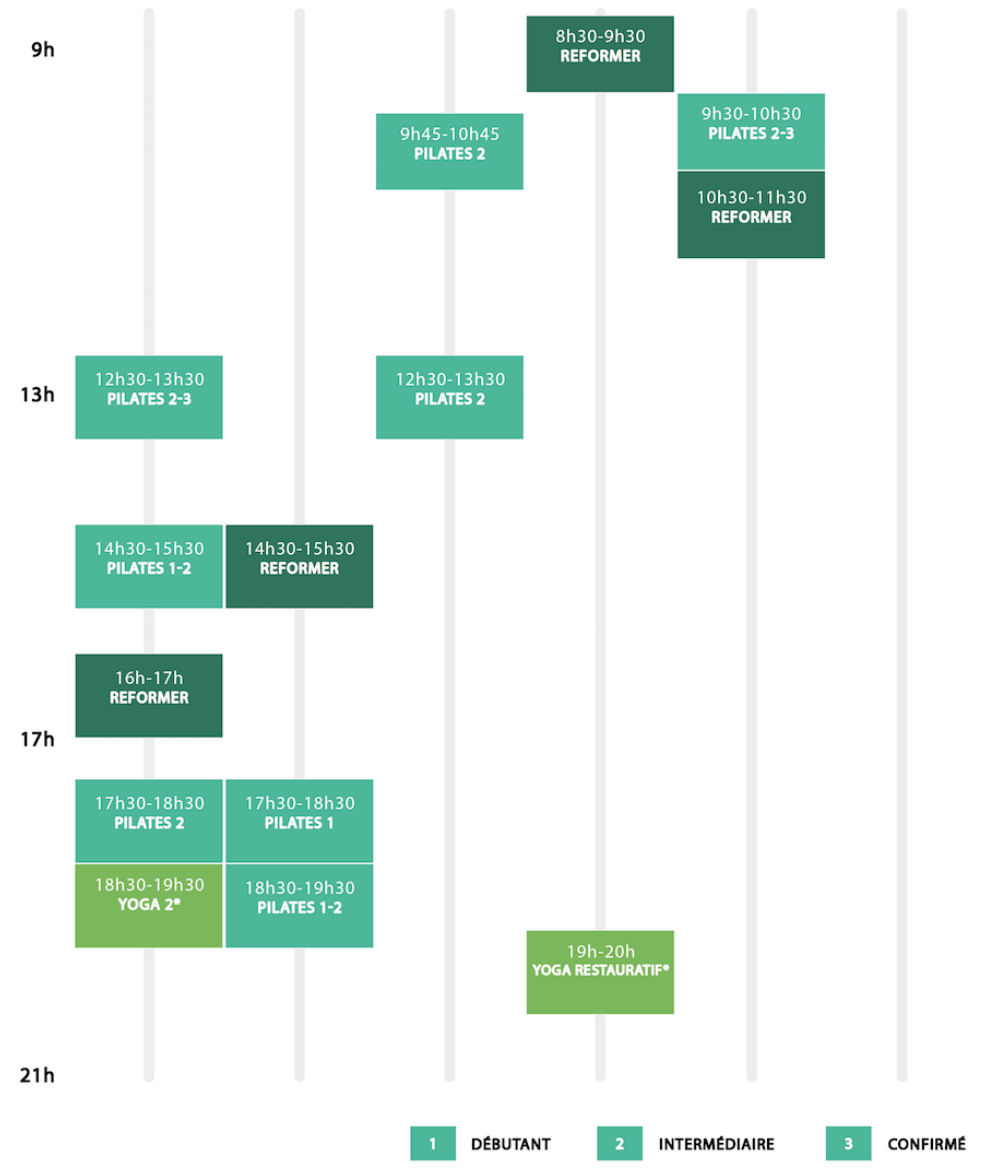 9h
8h30-9h30
REFORMER
9h30-10h30
PILATES 2-3
9h45-10h45
PILATES 2
10h30-11h30
REFORMER
13h
12h30-13h30
PILATES 2-3
12h30-13h30
PILATES 2
14h30-15h30
PILATES 1-2
14h30-15h30
REFORMER
16h-17h
REFORMER
17h
17h30-18h30
PILATES 2
17h30-18h30
PILATES 1
18h30-19h30
YOGA 2*
18h30-19h30
PILATES 1-2
19h-20h
YOGA RESTAURATIF*
21h
1 DÉBUTANT
2 INTERMÉDIAIRE
3 CONFIRMÉ